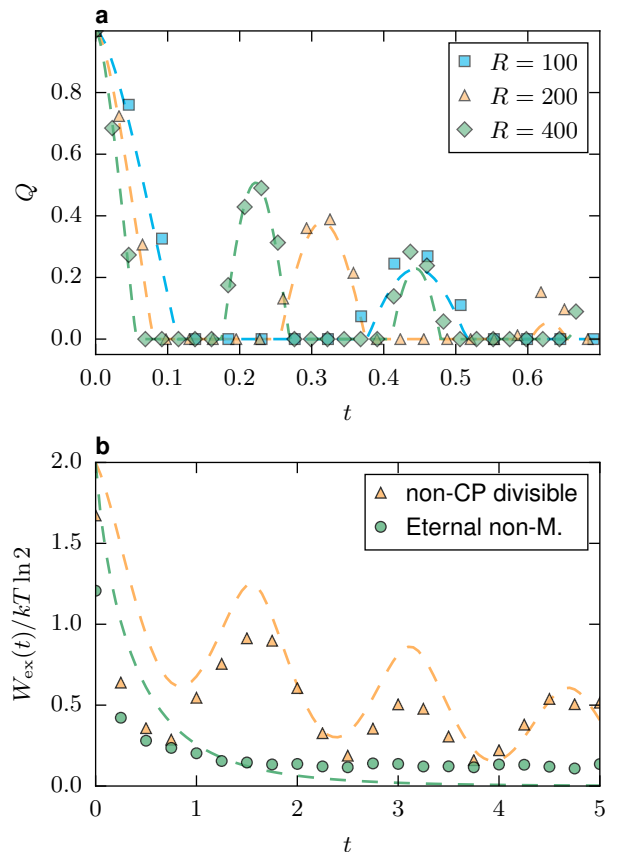 a
0.8
0.6
0.4
0.2
0.0
Q
R = 100
R = 200
R = 400
0.0 0.1 0.2 0.3 0.4 0.5 0.6
t
b
2.0
1.5
1.0
0.5
0.0
W_ex(t)/kT ln 2
non-CP divisible
Eternal non-M.
0 1 2 3 4 5
t